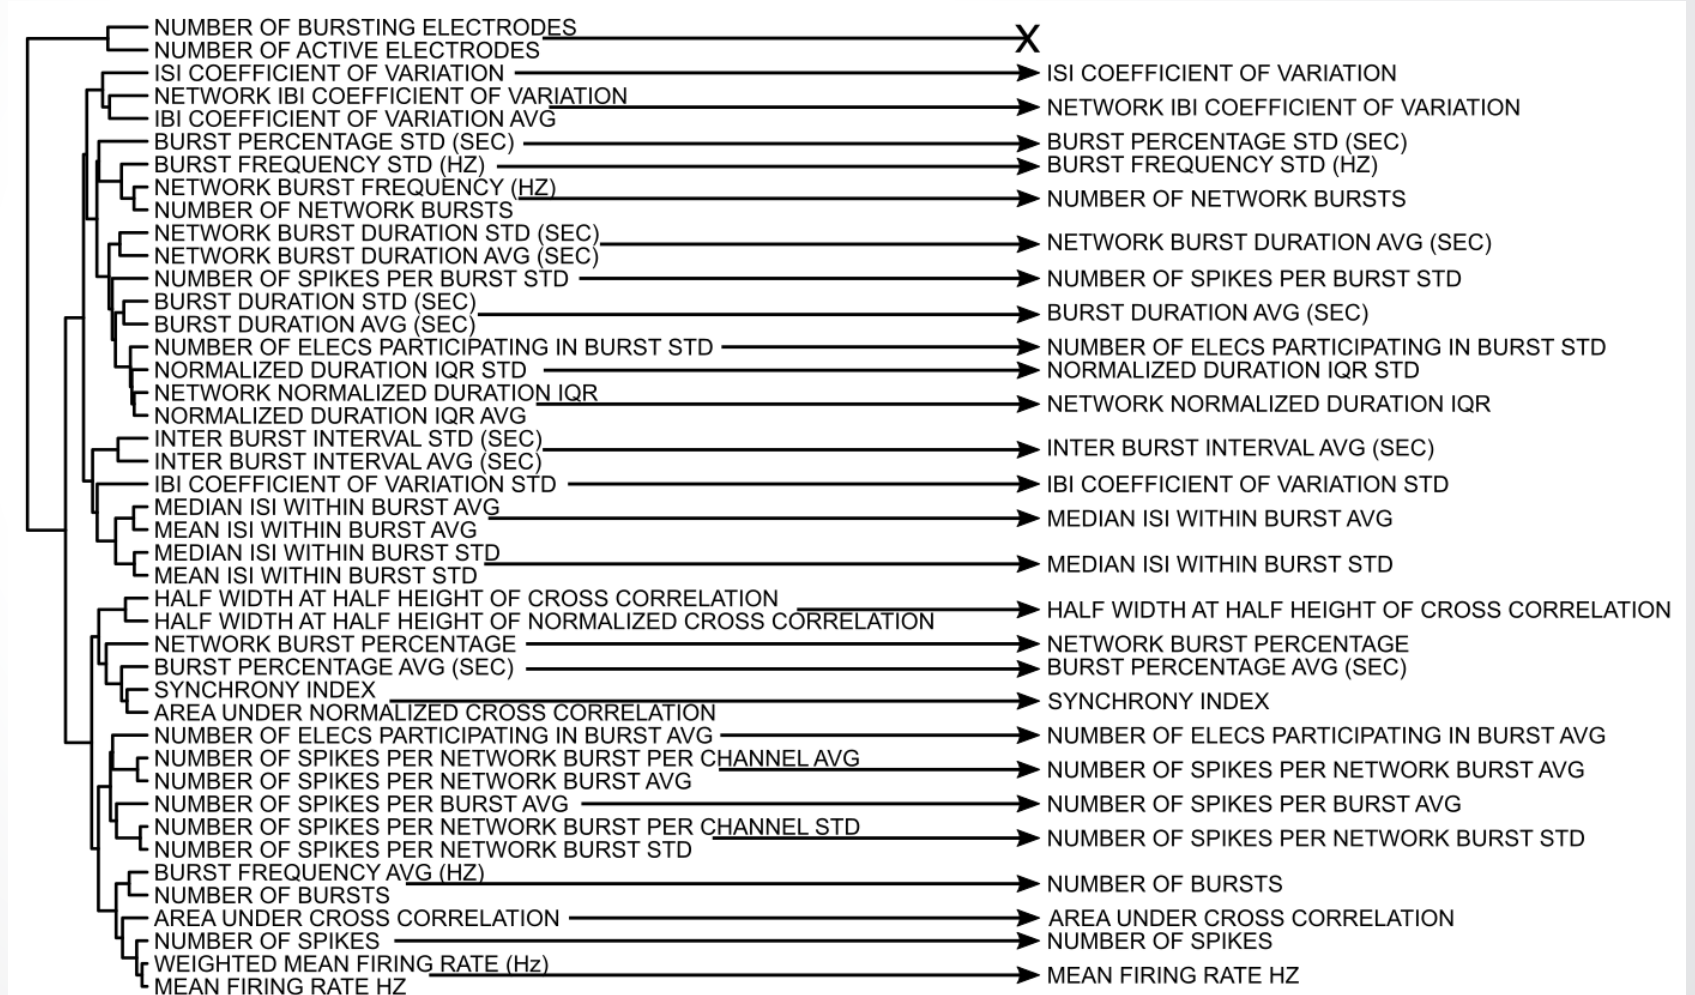 NUMBER OF BURSTING ELECTRODES
NUMBER OF ACTIVE ELECTRODES
X
ISI COEFFICIENT OF VARIATION
ISI COEFFICIENT OF VARIATION
NETWORK IBI COEFFICIENT OF VARIATION
IBI COEFFICIENT OF VARIATION AVG
NETWORK IBI COEFFICIENT OF VARIATION
BURST PERCENTAGE STD (SEC)
BURST PERCENTAGE STD (SEC)
BURST FREQUENCY STD (HZ)
BURST FREQUENCY STD (HZ)
NETWORK BURST FREQUENCY (HZ)
NUMBER OF NETWORK BURSTS
NUMBER OF NETWORK BURSTS
NETWORK BURST DURATION STD (SEC)
NETWORK BURST DURATION AVG (SEC)
NETWORK BURST DURATION AVG (SEC)
NUMBER OF SPIKES PER BURST STD
NUMBER OF SPIKES PER BURST STD
BURST DURATION STD (SEC)
BURST DURATION AVG (SEC)
BURST DURATION AVG (SEC)
NUMBER OF ELECS PARTICIPATING IN BURST STD
NUMBER OF ELECS PARTICIPATING IN BURST STD
NORMALIZED DURATION IQR STD
NORMALIZED DURATION IQR STD
NETWORK NORMALIZED DURATION IQR
NORMALIZED DURATION IQR AVG
NETWORK NORMALIZED DURATION IQR
INTER BURST INTERVAL STD (SEC)
INTER BURST INTERVAL AVG (SEC)
INTER BURST INTERVAL AVG (SEC)
IBI COEFFICIENT OF VARIATION STD
IBI COEFFICIENT OF VARIATION STD
MEDIAN ISI WITHIN BURST AVG
MEAN ISI WITHIN BURST AVG
MEDIAN ISI WITHIN BURST AVG
MEDIAN ISI WITHIN BURST STD
MEAN ISI WITHIN BURST STD
MEDIAN ISI WITHIN BURST STD
HALF WIDTH AT HALF HEIGHT OF CROSS CORRELATION
HALF WIDTH AT HALF HEIGHT OF NORMALIZED CROSS CORRELATION
HALF WIDTH AT HALF HEIGHT OF CROSS CORRELATION
NETWORK BURST PERCENTAGE
NETWORK BURST PERCENTAGE
BURST PERCENTAGE AVG (SEC)
BURST PERCENTAGE AVG (SEC)
SYNCHRONY INDEX
AREA UNDER NORMALIZED CROSS CORRELATION
SYNCHRONY INDEX
NUMBER OF ELECS PARTICIPATING IN BURST AVG
NUMBER OF ELECS PARTICIPATING IN BURST AVG
NUMBER OF SPIKES PER NETWORK BURST PER CHANNEL AVG
NUMBER OF SPIKES PER NETWORK BURST AVG
NUMBER OF SPIKES PER NETWORK BURST AVG
NUMBER OF SPIKES PER BURST AVG
NUMBER OF SPIKES PER BURST AVG
NUMBER OF SPIKES PER NETWORK BURST PER CHANNEL STD
NUMBER OF SPIKES PER NETWORK BURST STD
NUMBER OF SPIKES PER NETWORK BURST STD
BURST FREQUENCY AVG (HZ)
NUMBER OF BURSTS
NUMBER OF BURSTS
AREA UNDER CROSS CORRELATION
AREA UNDER CROSS CORRELATION
NUMBER OF SPIKES
NUMBER OF SPIKES
WEIGHTED MEAN FIRING RATE (Hz)
MEAN FIRING RATE HZ
MEAN FIRING RATE HZ